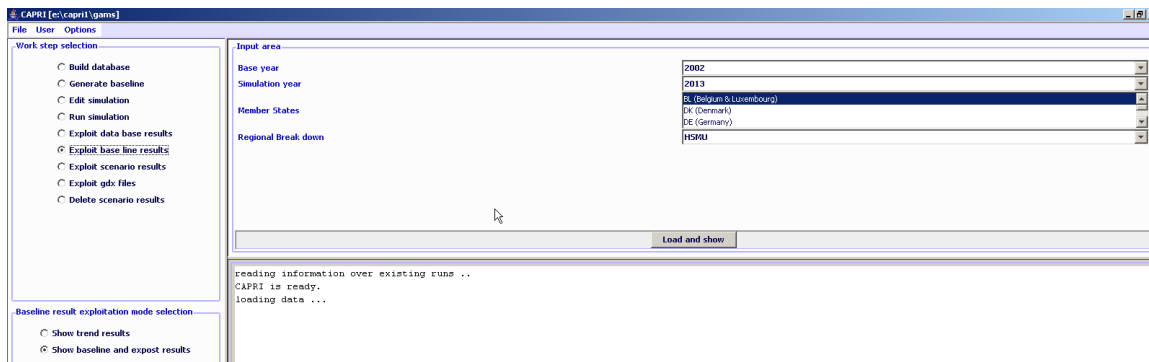 CAPRI [e:\capri1\gams]
File User Options
Work step selection
Build database
Generate baseline
Edit simulation
Run simulation
Exploit data base results
Exploit base line results
Exploit scenario results
Exploit gdx files
Delete scenario results
Baseline result exploitation mode selection
Show trend results
Show baseline and expost results
Input area
Base year 2002
Simulation year 2013
Member States
BL (Belgium & Luxembourg)
DK (Denmark)
DE (Germany)
Regional Break down HSMU
Load and show
reading information over existing runs ..
CAPRI is ready.
loading data ...